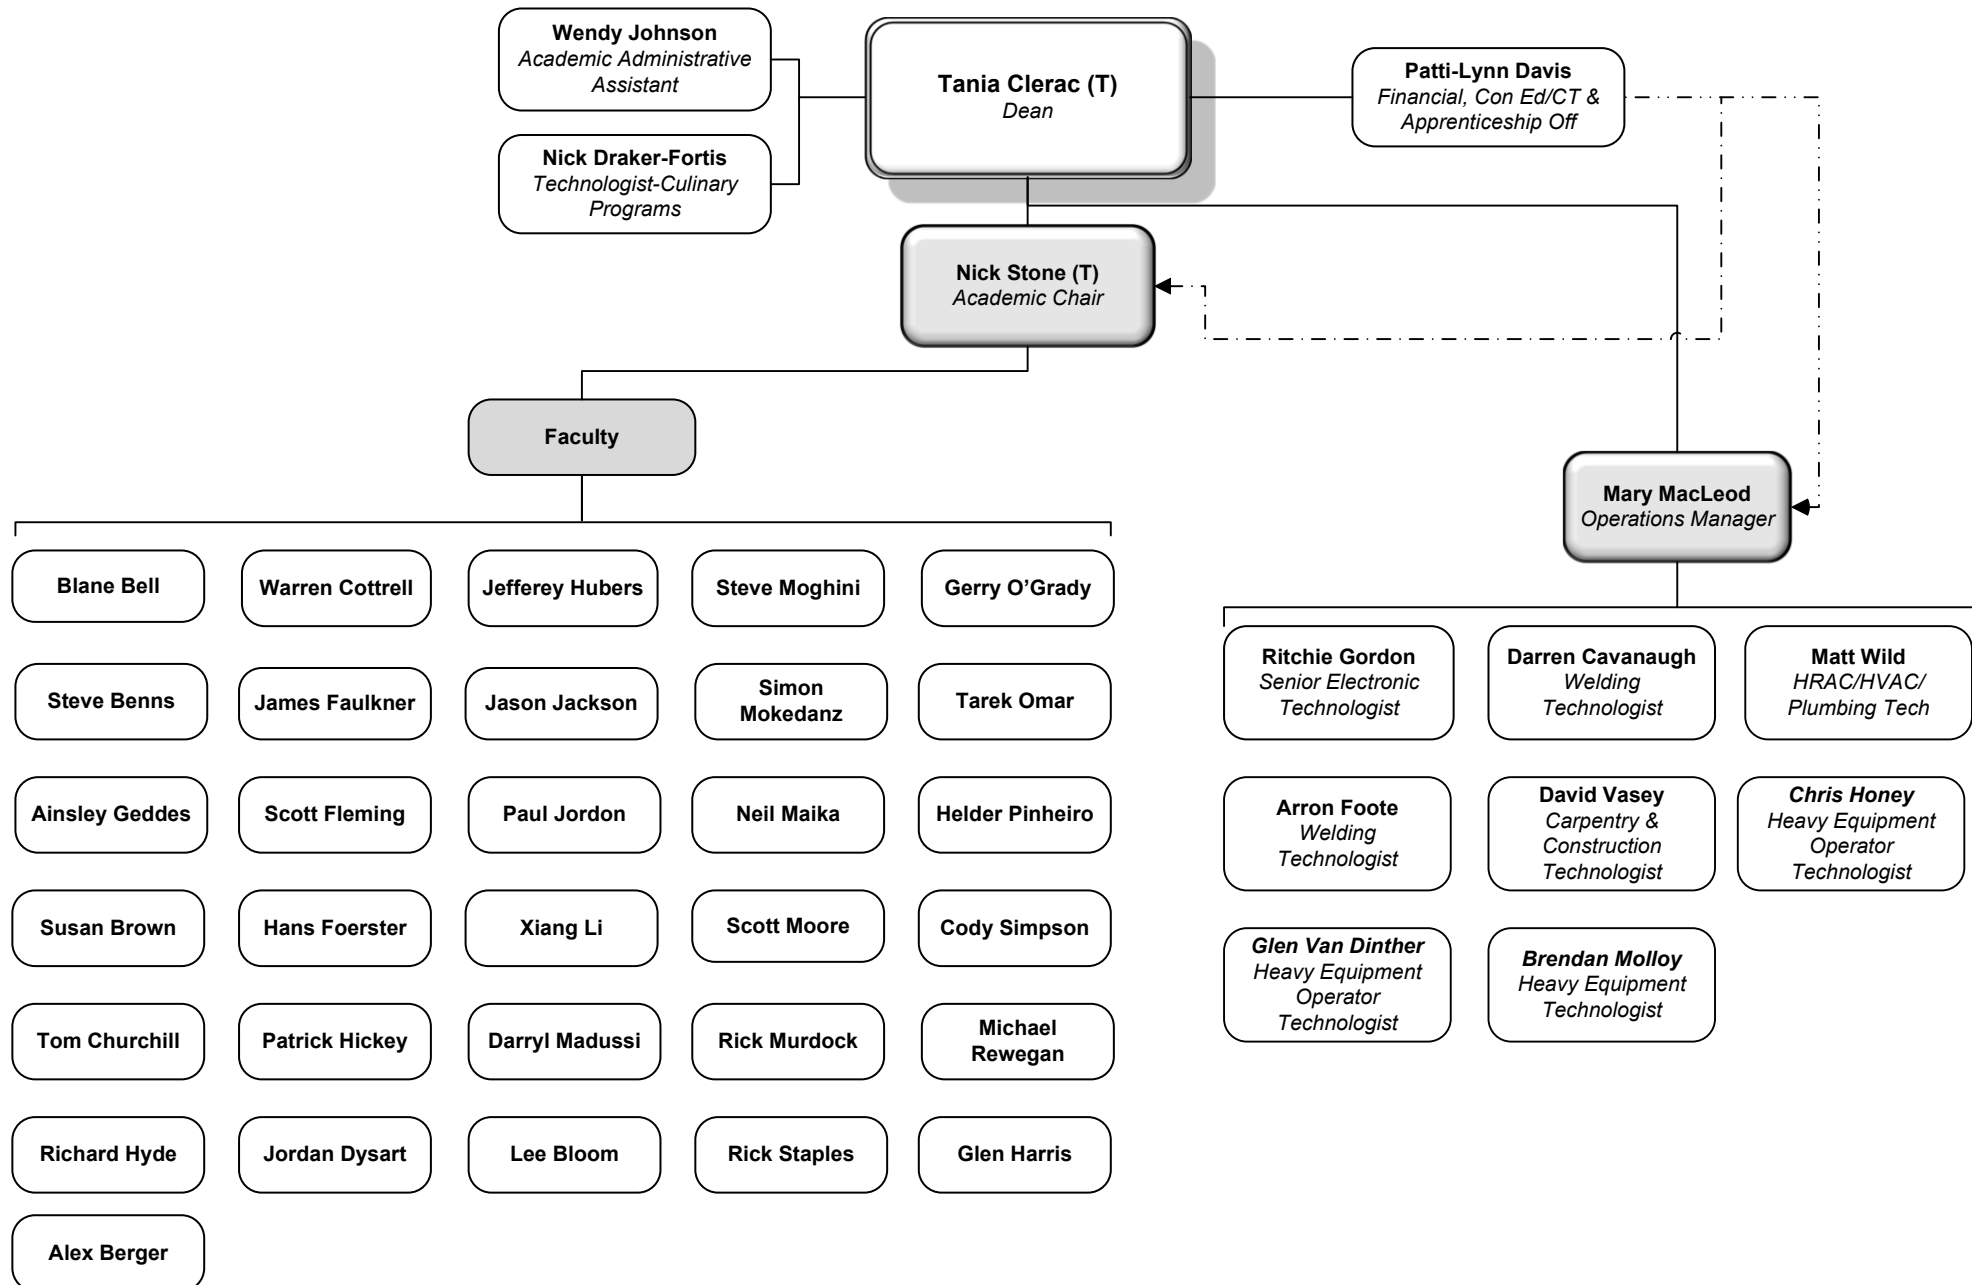 Wendy Johnson
Academic Administrative
Assistant
Nick Draker-Fortis
Technologist-Culinary
Programs
Tania Clerac (T)
Dean
Patti-Lynn Davis
Financial, Con Ed/CT &
Apprenticeship Off
Nick Stone (T)
Academic Chair
Faculty
Mary MacLeod
Operations Manager
Blane Bell
Warren Cottrell
Jefferey Hubers
Steve Moghini
Gerry O’Grady
Steve Benns
James Faulkner
Jason Jackson
Simon
Mokedanz
Tarek Omar
Ainsley Geddes
Scott Fleming
Paul Jordon
Neil Maika
Helder Pinheiro
Susan Brown
Hans Foerster
Xiang Li
Scott Moore
Cody Simpson
Tom Churchill
Patrick Hickey
Darryl Madussi
Rick Murdock
Michael
Rewegan
Richard Hyde
Jordan Dysart
Lee Bloom
Rick Staples
Glen Harris
Alex Berger
Ritchie Gordon
Senior Electronic
Technologist
Darren Cavanaugh
Welding
Technologist
Matt Wild
HRAC/HVAC/
Plumbing Tech
Arron Foote
Welding
Technologist
David Vasey
Carpentry &
Construction
Technologist
Chris Honey
Heavy Equipment
Operator
Technologist
Glen Van Dinther
Heavy Equipment
Operator
Technologist
Brendan Molloy
Heavy Equipment
Technologist